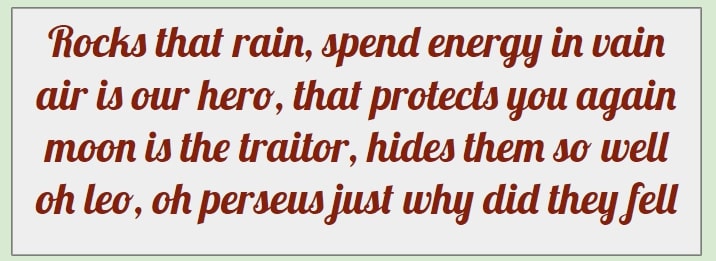 Rocks that rain, spend energy in vain
air is our hero, that protects you again
moon is the traitor, hides them so well
oh leo, oh perseus just why did they fell